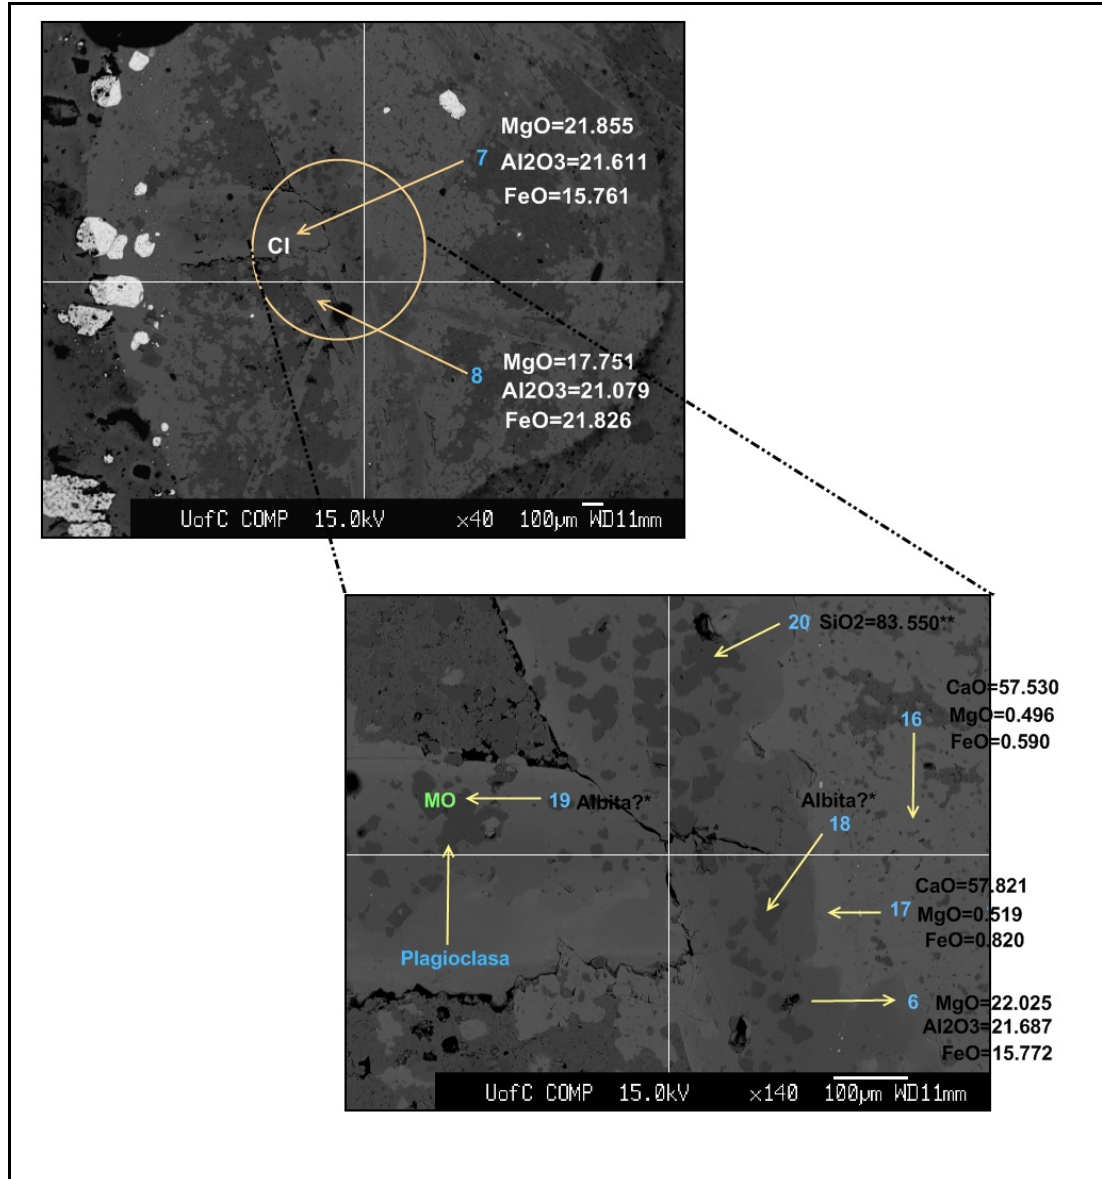 MgO=21.855
7
Al2O3=21.611
FeO=15.761
Cl
MgO=17.751
8
Al2O3=21.079
FeO=21.826
UofC COMP 15.0kV x40 100µm WD11mm
20 SiO2=83.550**
CaO=57.530
16
MgO=0.496
FeO=0.590
MO
19 Albita?*
Albita?*
18
CaO=57.821
17
MgO=0.519
FeO=0.820
Plagioclasa
6 MgO=22.025
Al2O3=21.687
FeO=15.772
UofC COMP 15.0kV x140 100µm WD11mm